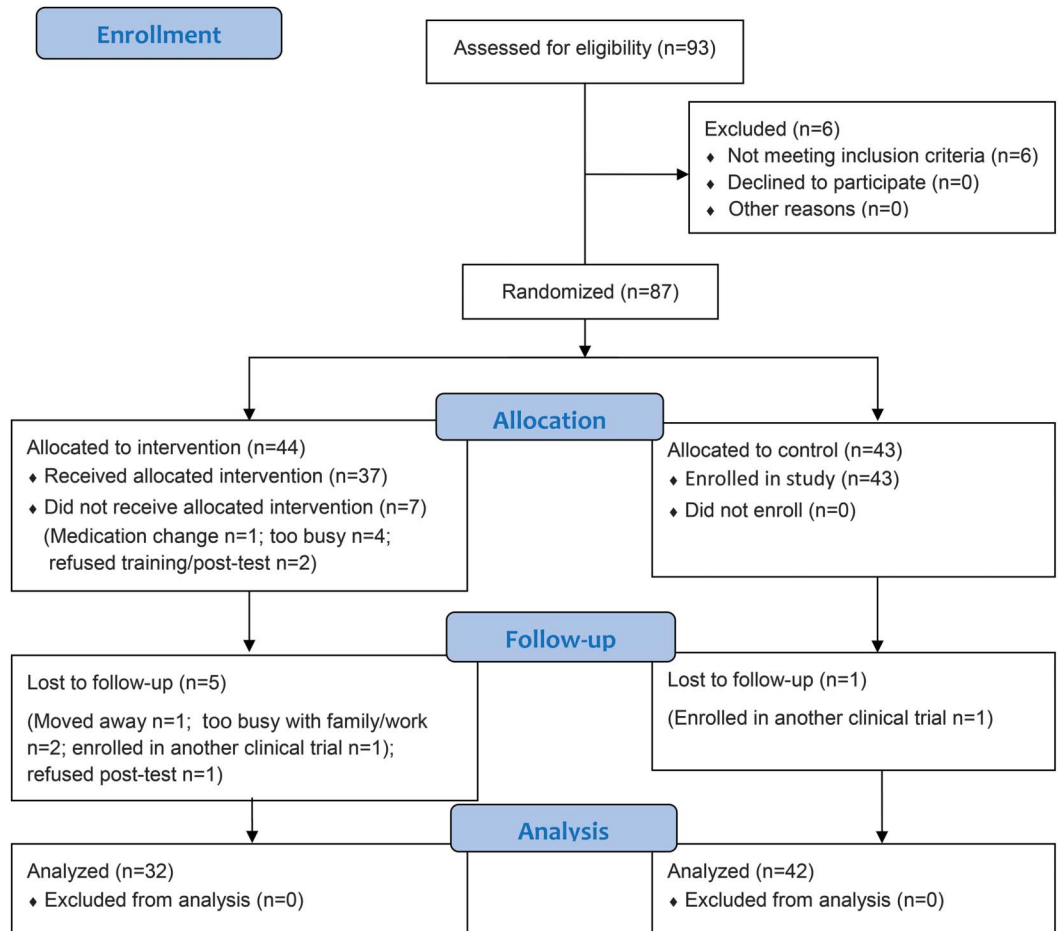 Enrollment
Assessed for eligibility (n=93)
Excluded (n=6)
♦ Not meeting inclusion criteria (n=6)
♦ Declined to participate (n=0)
♦ Other reasons (n=0)
Randomized (n=87)
Allocation
Allocated to intervention (n=44)
♦ Received allocated intervention (n=37)
♦ Did not receive allocated intervention (n=7)
(Medication change n=1; too busy n=4;
refused training/post-test n=2)
Allocated to control (n=43)
♦ Enrolled in study (n=43)
♦ Did not enroll (n=0)
Follow-up
Lost to follow-up (n=5)
(Moved away n=1; too busy with family/work
n=2; enrolled in another clinical trial n=1);
refused post-test n=1)
Lost to follow-up (n=1)
(Enrolled in another clinical trial n=1)
Analysis
Analyzed (n=32)
♦ Excluded from analysis (n=0)
Analyzed (n=42)
♦ Excluded from analysis (n=0)